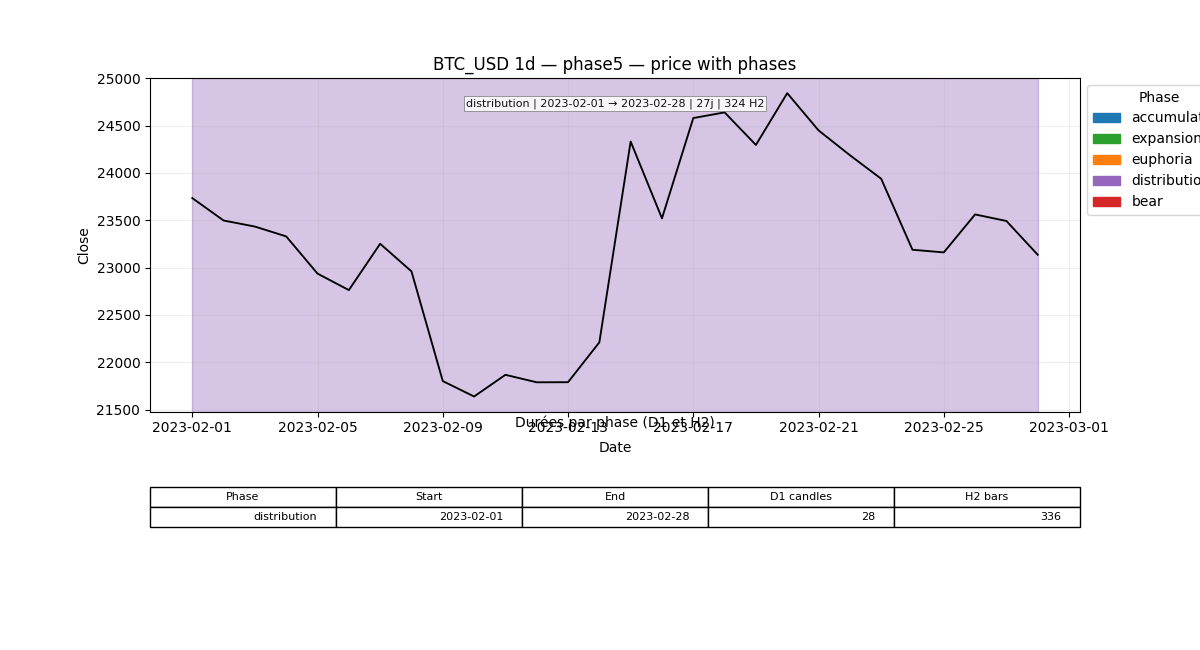 BTC_USD 1d — phase5 — price with phases
distribution | 2023-02-01 → 2023-02-28 | 27j | 324 H2
25000
24500
24000
23500
23000
22500
22000
21500
Close
Phase
accumulat
expansion
euphoria
distributio
bear
2023-02-01 2023-02-05 2023-02-09 2023-02-13 2023-02-17 2023-02-21 2023-02-25 2023-03-01
Durées par phase (D1 et H2)
Date
Phase Start End D1 candles H2 bars
distribution 2023-02-01 2023-02-28 28 336